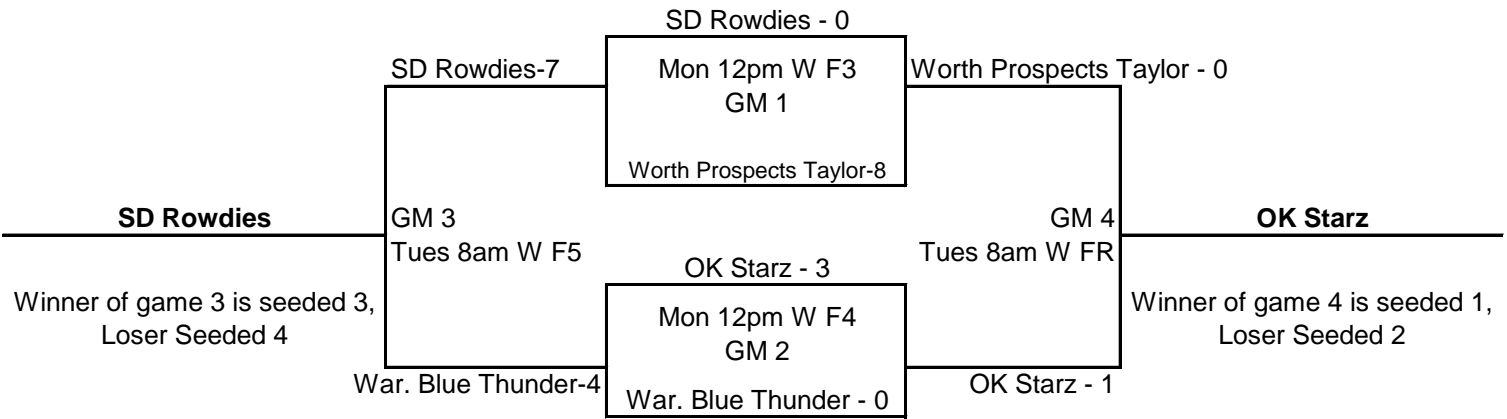 SD Rowdies - 0
SD Rowdies-7
Mon 12pm W F3
Worth Prospects Taylor - 0
GM 1
Worth Prospects Taylor-8
SD Rowdies
GM 3
GM 4
OK Starz
Tues 8am W F5
Tues 8am W FR
OK Starz - 3
Winner of game 3 is seeded 3,
Loser Seeded 4
Mon 12pm W F4
GM 2
Winner of game 4 is seeded 1,
Loser Seeded 2
War. Blue Thunder-4
War. Blue Thunder - 0
OK Starz - 1